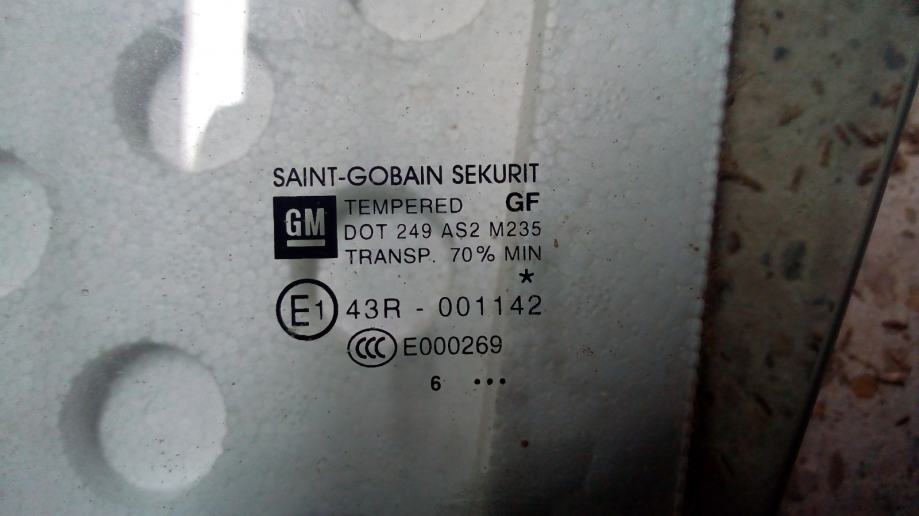 SAINT-GOBAIN SEKURIT
GM TEMPERED GF
DOT 249 AS2 M235
TRANSP. 70% MIN
*
E1 43R - 001142
CCC E000269
6 •••